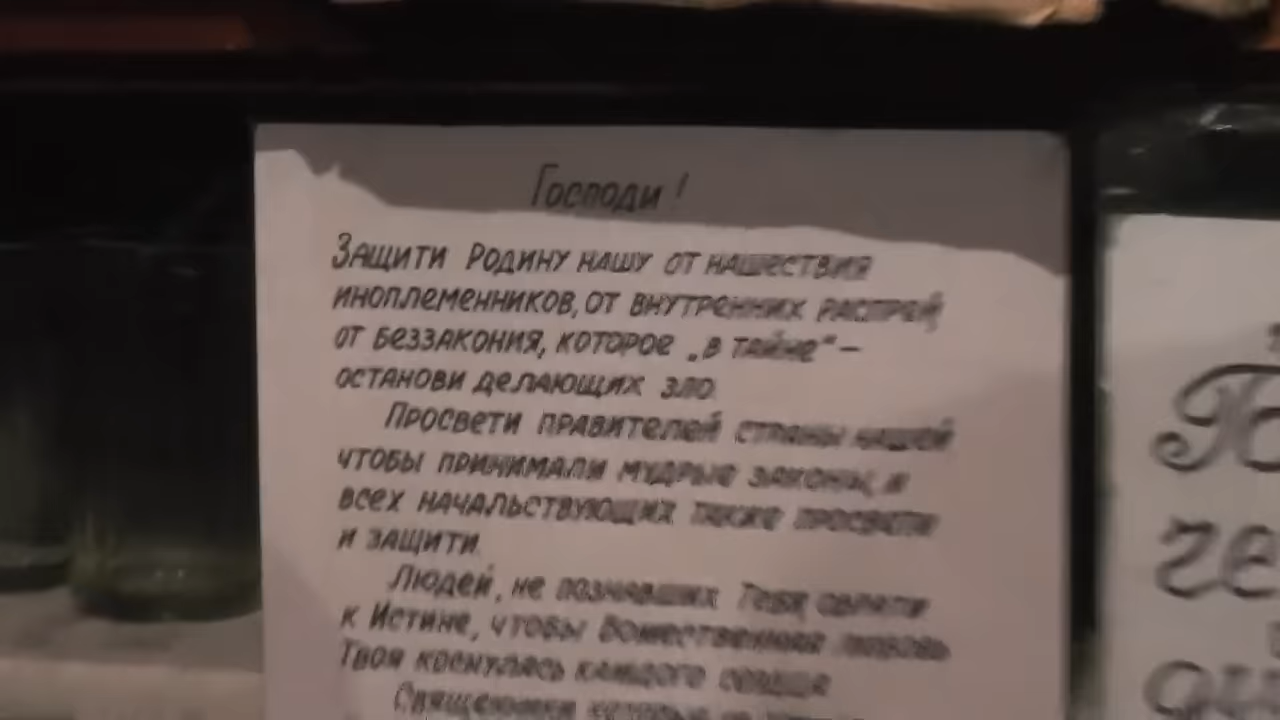 Господи!
Защити Родину нашу от нашествия
иноплеменников, от внутренних распрей,
от беззакония, которое „в тайне“ –
останови делающих зло.
Просвети правителей страны нашей
чтобы принимали мудрые законы, и
всех начальствующих также просвети
и защити.
Людей, не познавших Тебя,
к Истине, чтобы Божественная любовь
Твоя коснулась каждого сердца
Священники